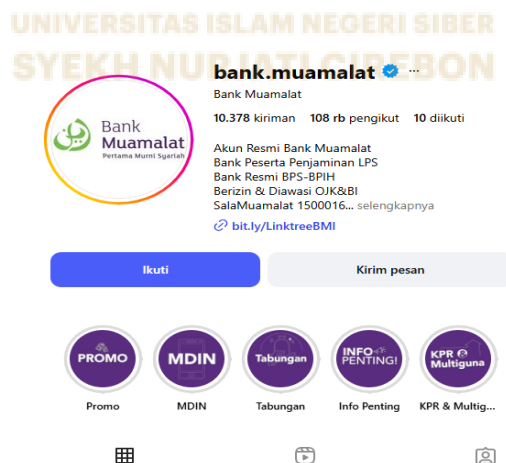 UNIVERSITAS ISLAM NEGERI SIBER
SYEKH NURJATI CIREBON
bank.muamalat ...
Bank Muamalat
10.378 kiriman 108 rb pengikut 10 diikuti
Bank
Muamalat
Pertama Murni Syariah
Akun Resmi Bank Muamalat
Bank Peserta Penjaminan LPS
Bank Resmi BPS-BPIH
Berizin & Diawasi OJK&BI
SalaMuamalat 1500016... selengkapnya
bit.ly/LinktreeBMI
Ikuti Kirim pesan
PROMO MDIN Tabungan INFO PENTING! KPR & Multiguna
Promo MDIN Tabungan Info Penting KPR & Multig...